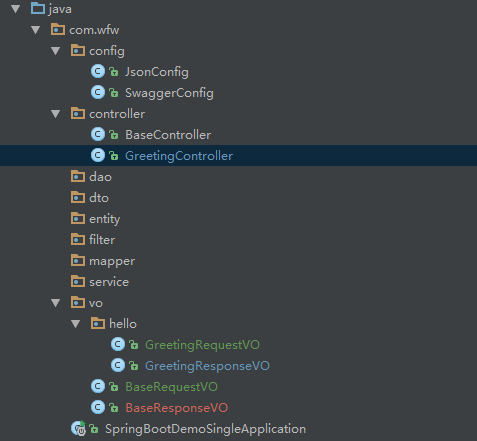 java
com.wfw
config
JsonConfig
SwaggerConfig
controller
BaseController
GreetingController
dao
dto
entity
filter
mapper
service
vo
hello
GreetingRequestVO
GreetingResponseVO
BaseRequestVO
BaseResponseVO
SpringBootDemoSingleApplication